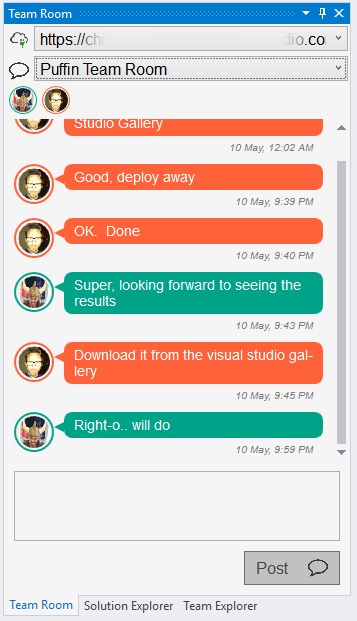 Team Room
https://ch dio.co
Puffin Team Room
Studio Gallery
10 May, 12:02 AM
Good, deploy away
10 May, 9:39 PM
OK.  Done
10 May, 9:40 PM
Super, looking forward to seeing the
results
10 May, 9:43 PM
Download it from the visual studio gal-
lery
10 May, 9:45 PM
Right-o.. will do
10 May, 9:59 PM
Post
Team Room Solution Explorer Team Explorer